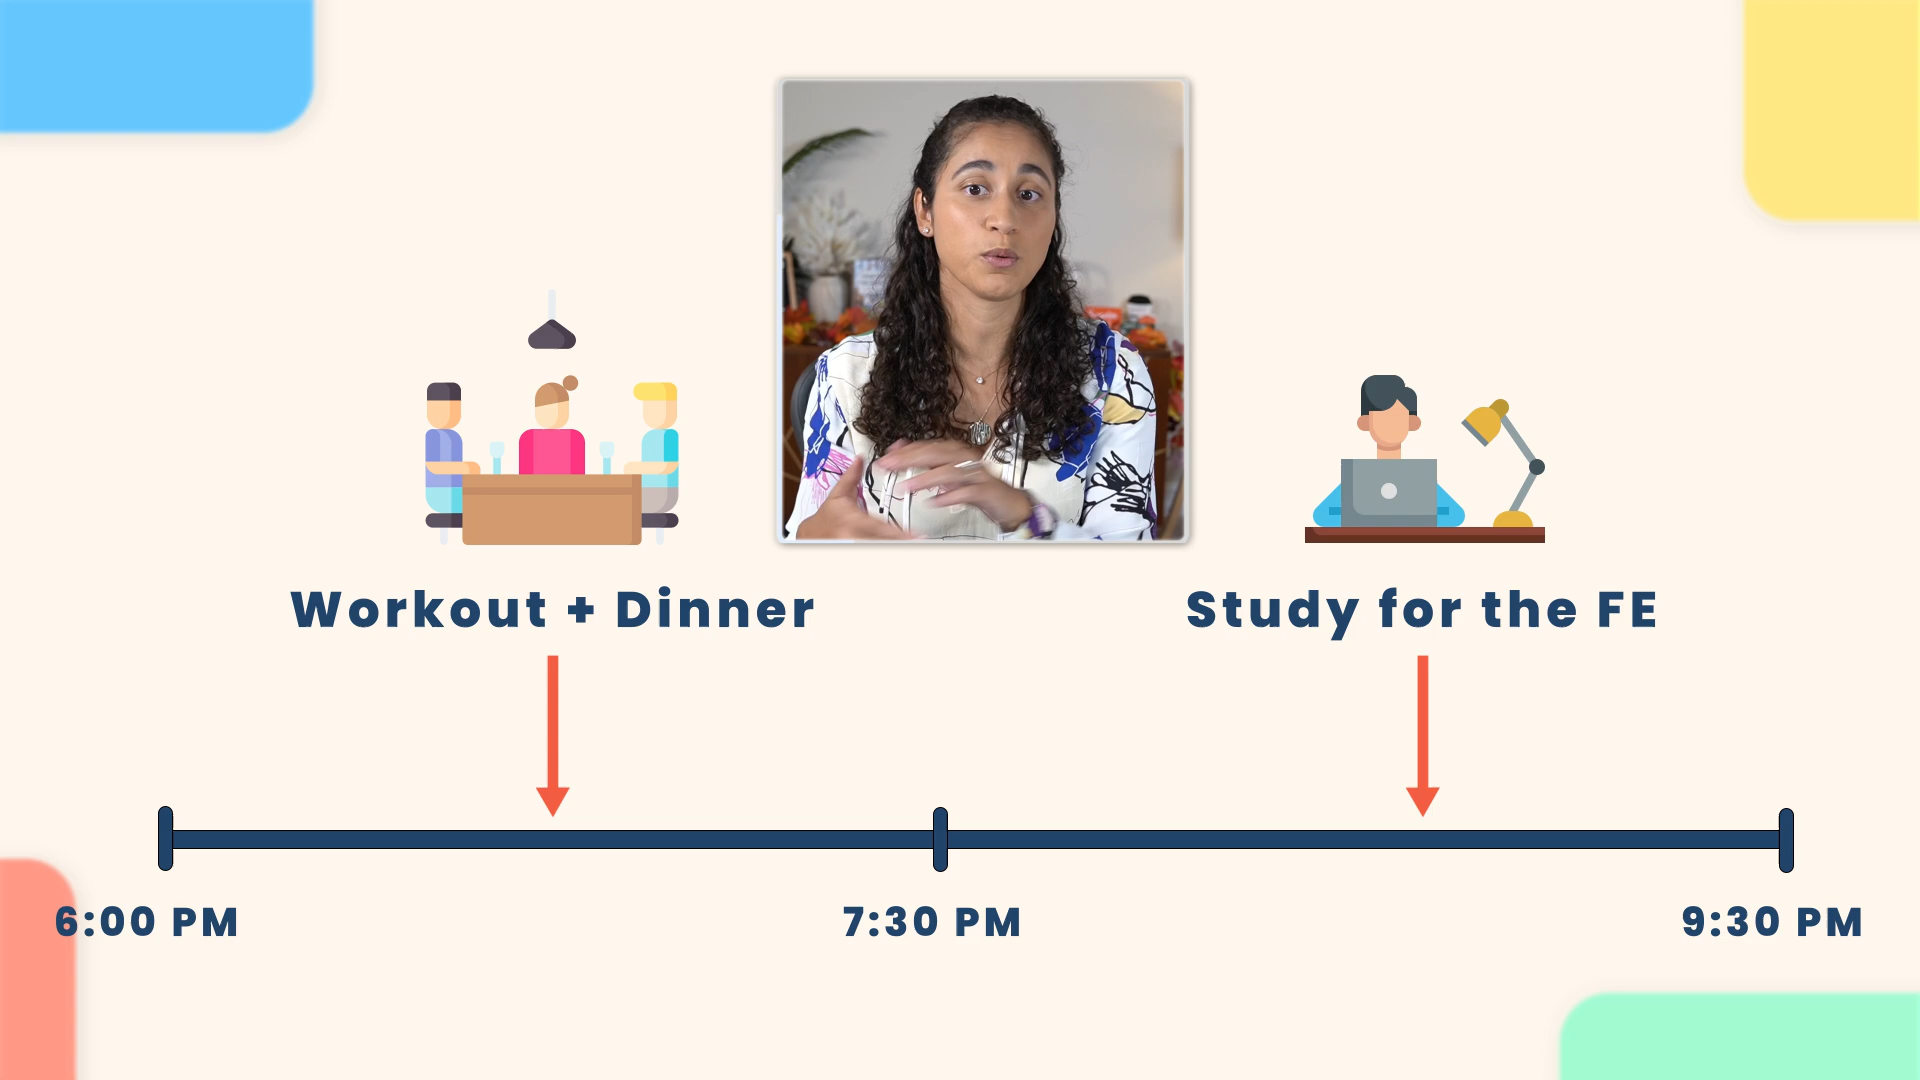 Workout + Dinner
Study for the FE
6:00 PM
7:30 PM
9:30 PM